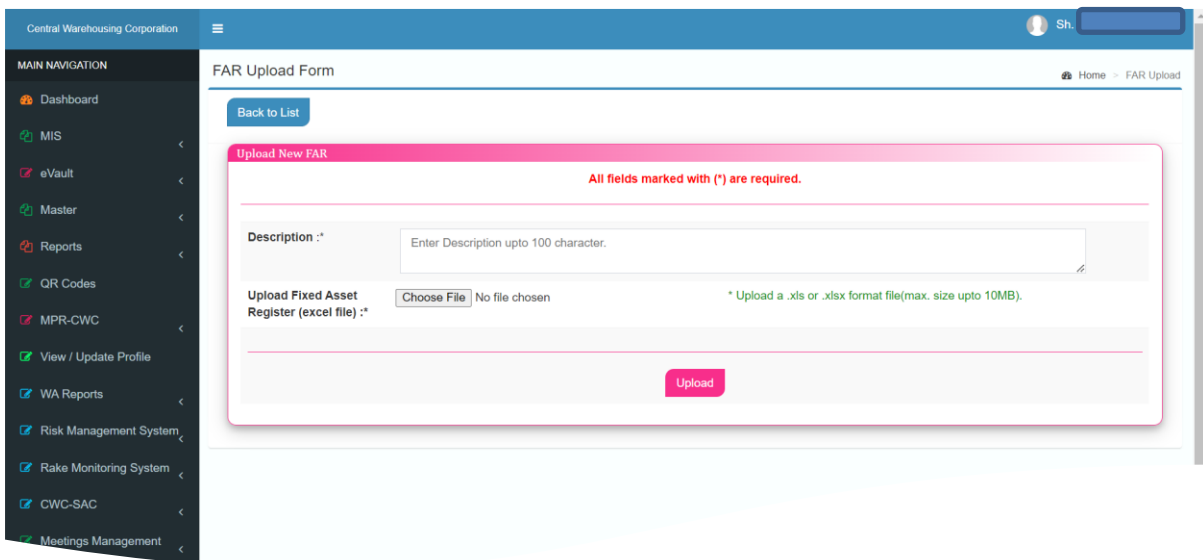 Central Warehousing Corporation
Sh.
MAIN NAVIGATION
Dashboard
MIS
eVault
Master
Reports
QR Codes
MPR-CWC
View / Update Profile
WA Reports
Risk Management System
Rake Monitoring System
CWC-SAC
Meetings Management
FAR Upload Form
Home > FAR Upload
Back to List
Upload New FAR
All fields marked with (*) are required.
Description :*
Enter Description upto 100 character.
Upload Fixed Asset
Register (excel file) :*
Choose File No file chosen
* Upload a .xls or .xlsx format file(max. size upto 10MB).
Upload